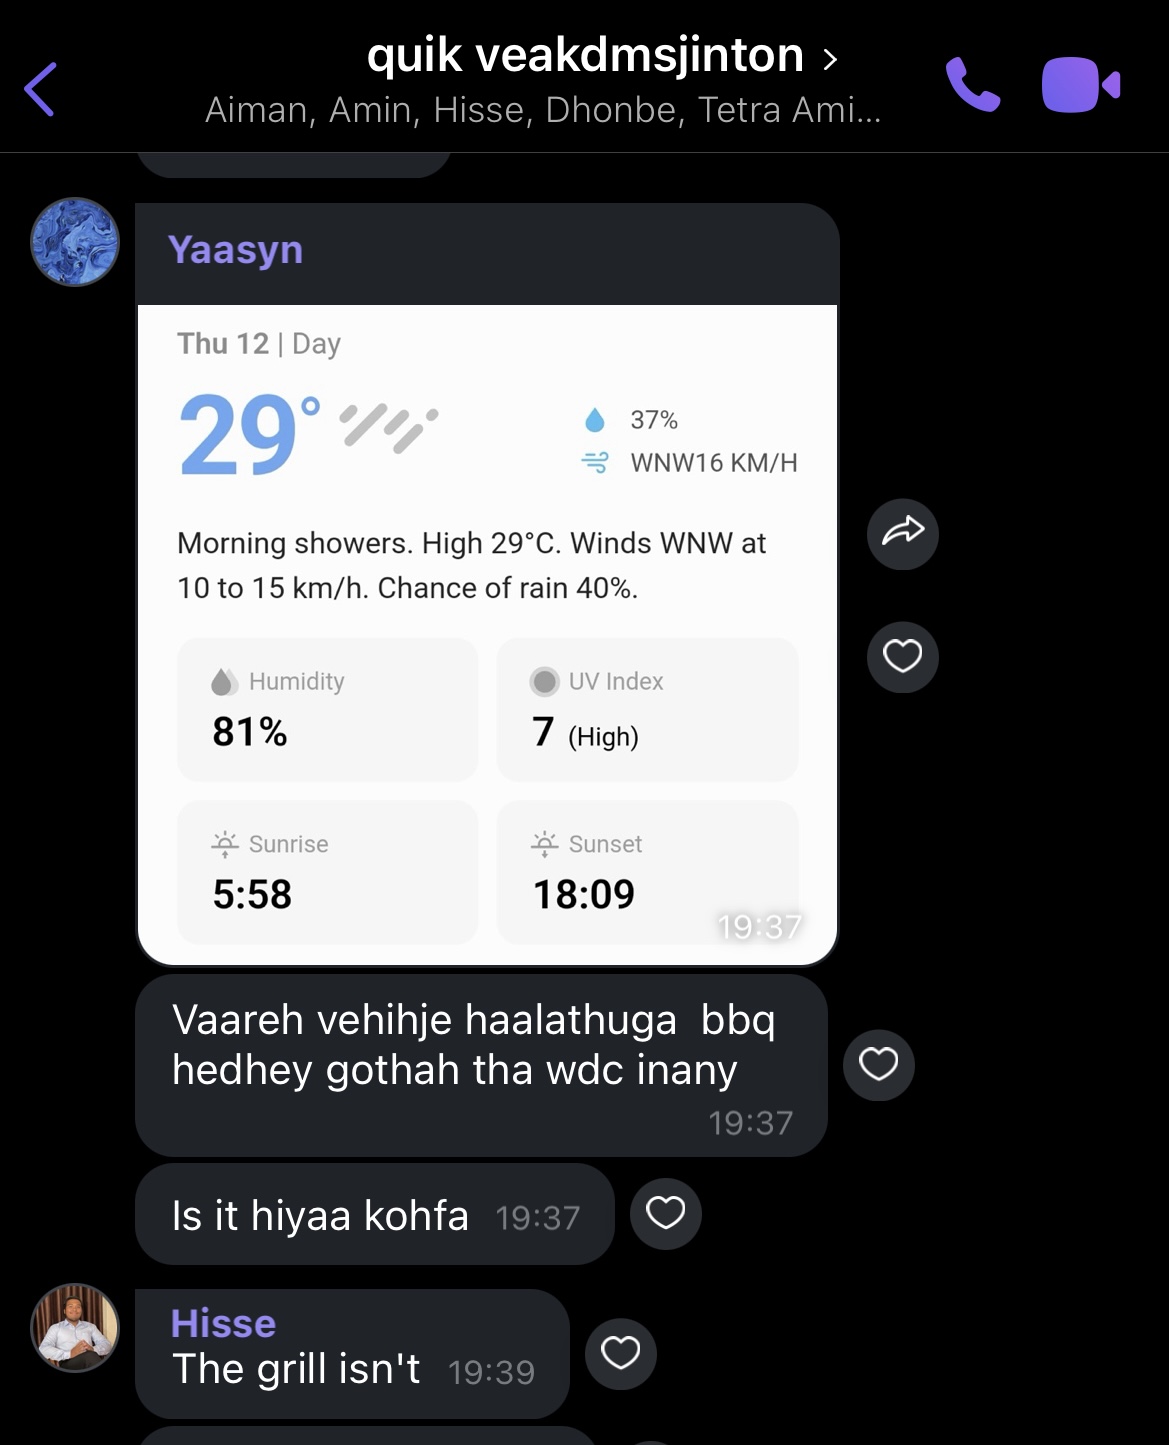 quik veakdmsjinton >
Aiman, Amin, Hisse, Dhonbe, Tetra Ami...
Yaasyn
Thu 12 | Day
29°
37%
WNW16 KM/H
Morning showers. High 29°C. Winds WNW at
10 to 15 km/h. Chance of rain 40%.
Humidity
81%
UV Index
7 (High)
Sunrise
5:58
Sunset
18:09
19:37
Vaareh vehihje haalathuga  bbq
hedhey gothah tha wdc inany
19:37
Is it hiyaa kohfa 19:37
Hisse
The grill isn't 19:39